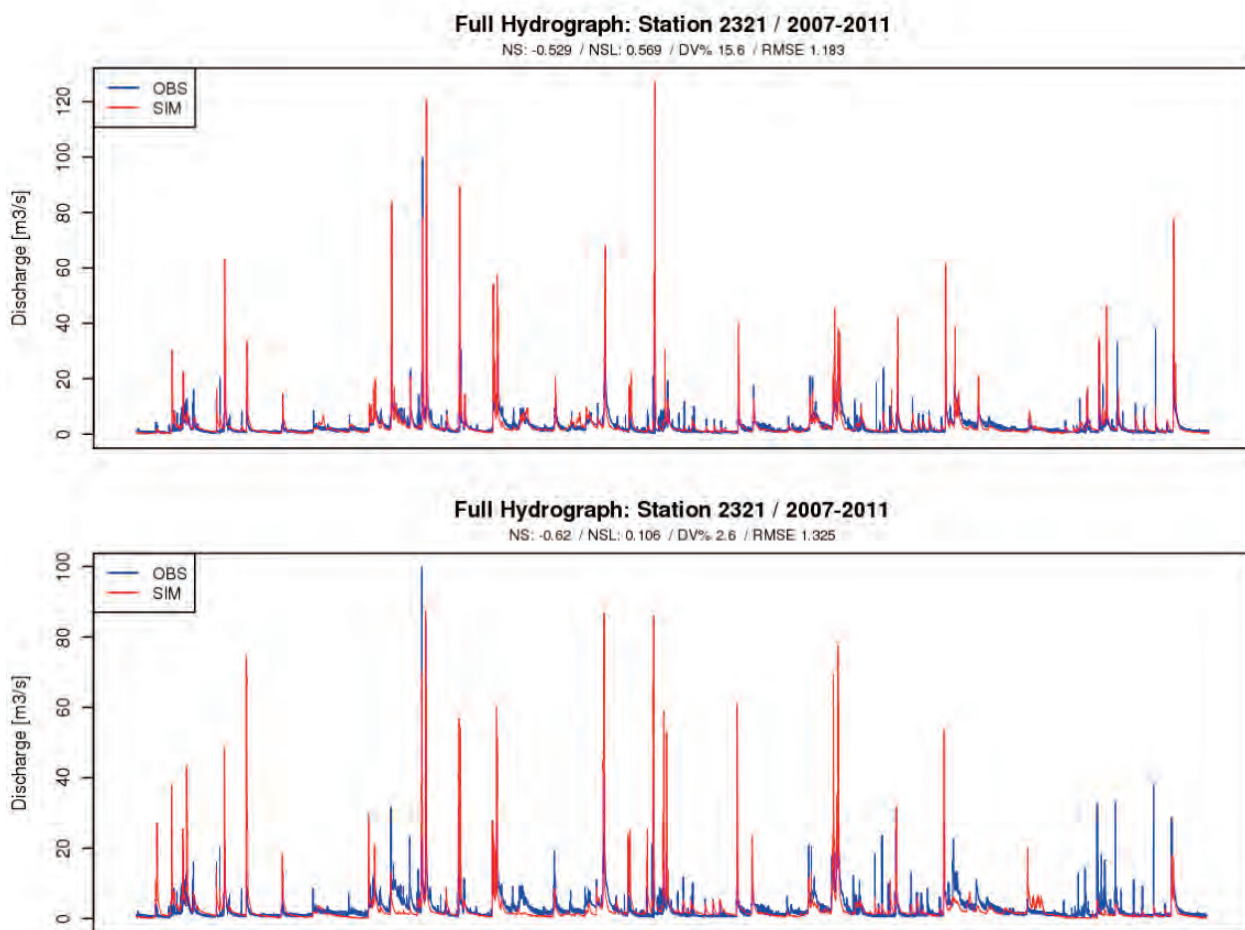 Full Hydrograph: Station 2321 / 2007-2011
NS: -0.529 / NSL: 0.569 / DV% 15.6 / RMSE 1.183
OBS
SIM
Discharge [m3/s]
120
100
80
60
40
20
0
Full Hydrograph: Station 2321 / 2007-2011
NS: -0.62 / NSL: 0.106 / DV% 2.6 / RMSE 1.325
OBS
SIM
Discharge [m3/s]
100
80
60
40
20
0